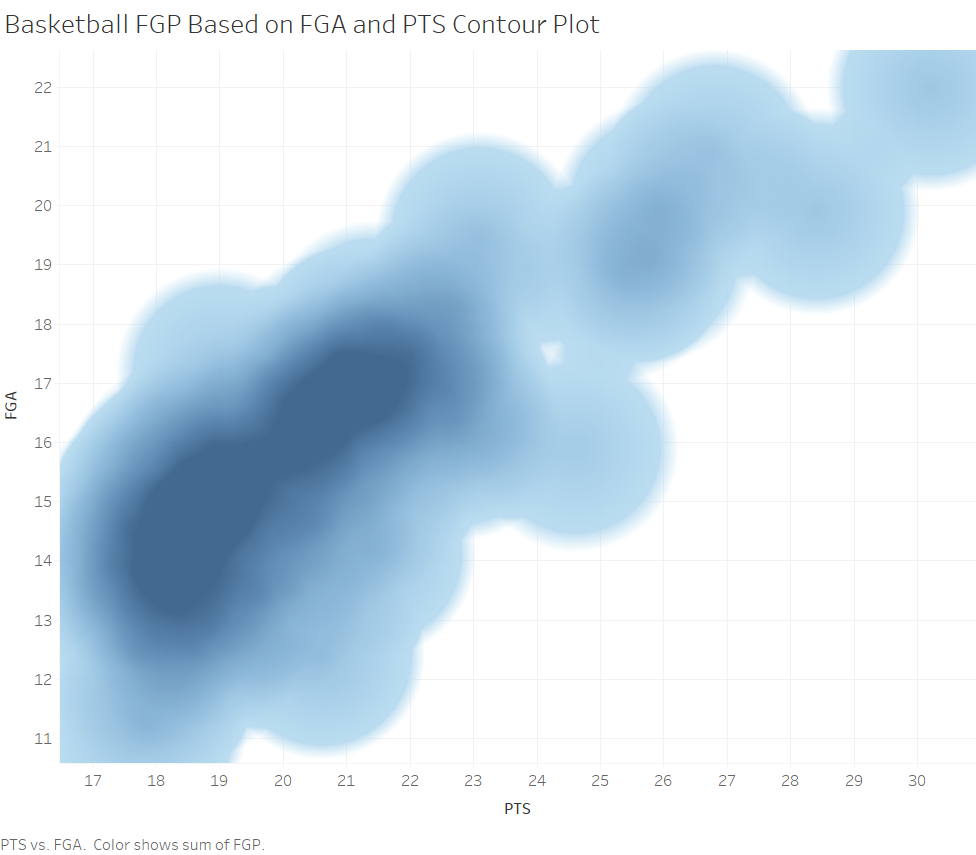 Basketball FGP Based on FGA and PTS Contour Plot
22
21
20
19
18
17
16
15
14
13
12
11
FGA
17 18 19 20 21 22 23 24 25 26 27 28 29 30
PTS
PTS vs. FGA. Color shows sum of FGP.